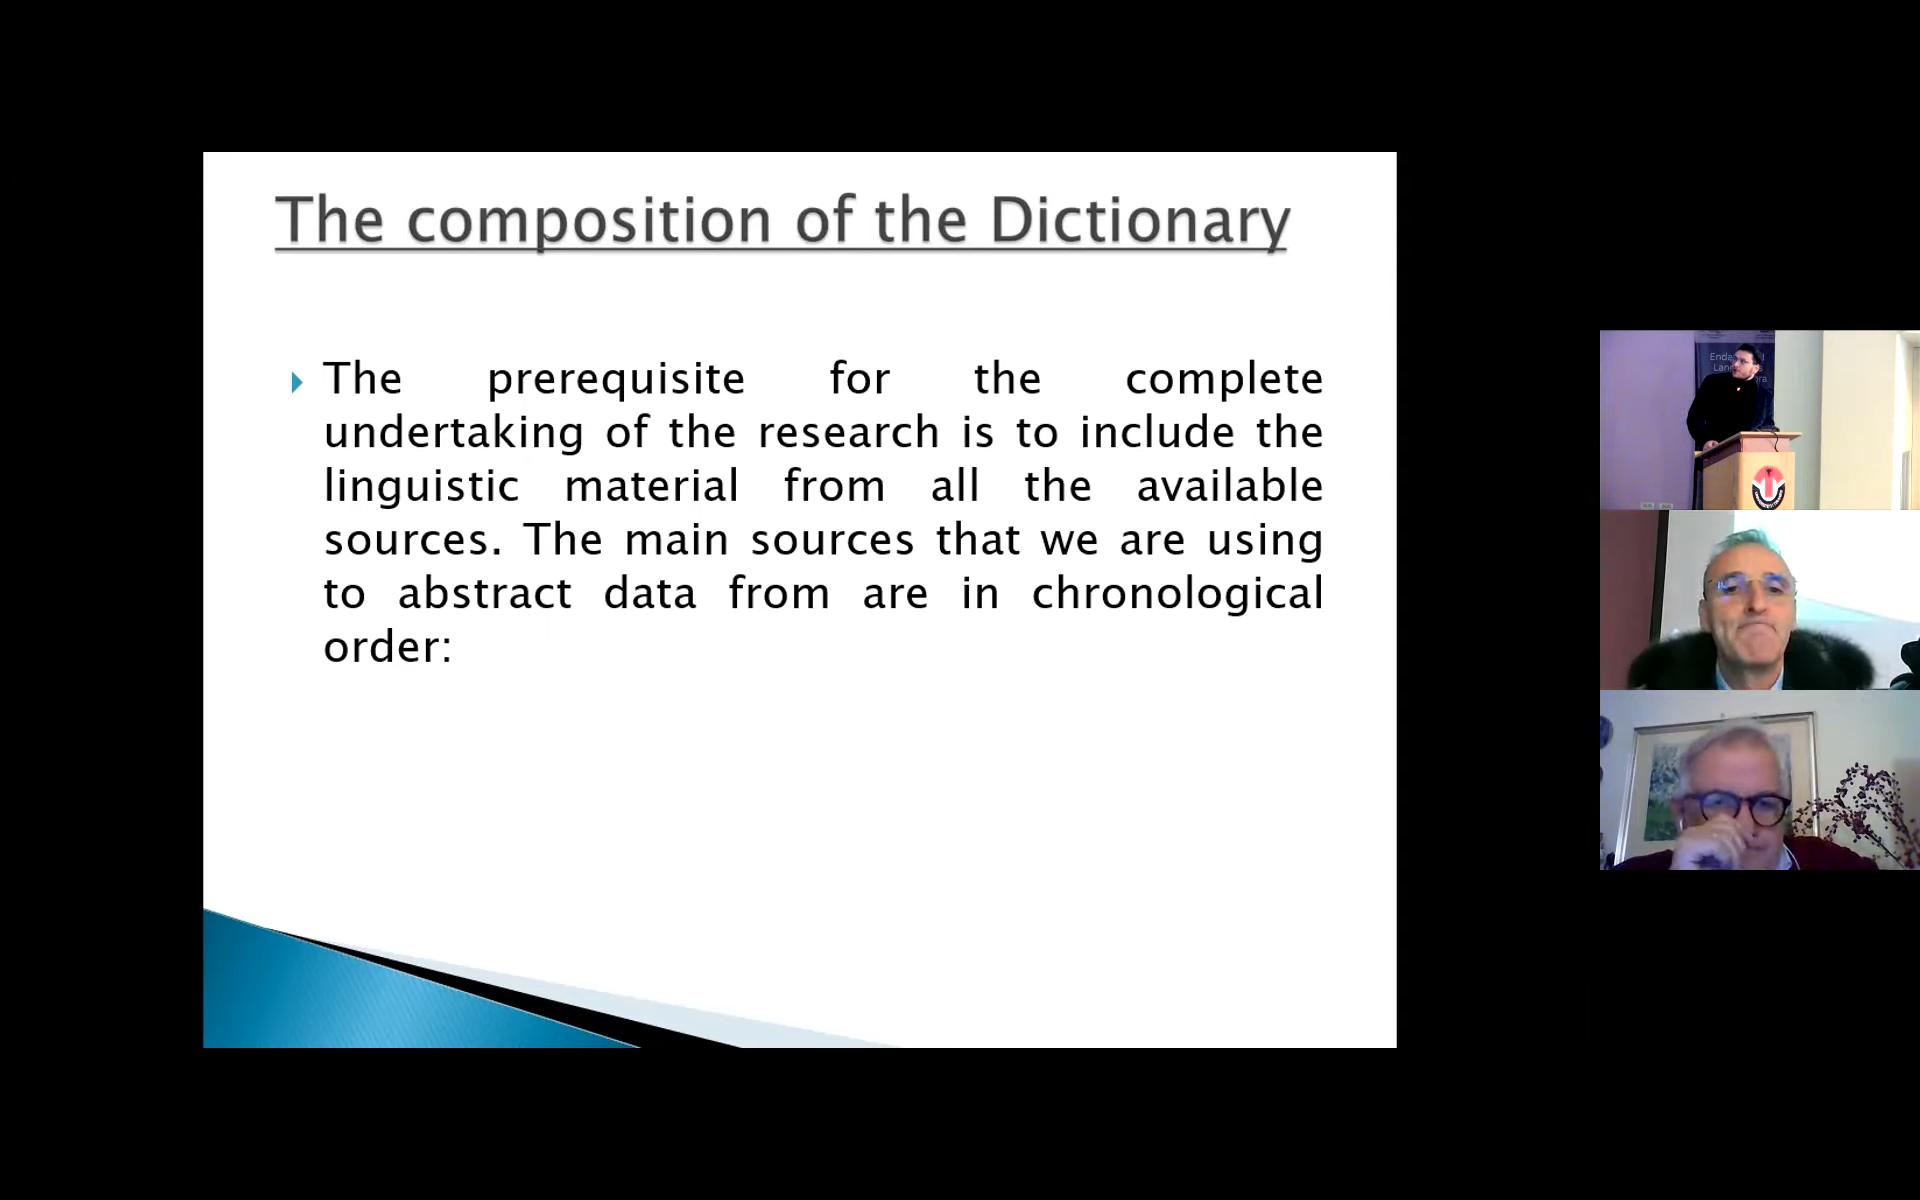 The composition of the Dictionary
The prerequisite for the complete
undertaking of the research is to include the
linguistic material from all the available
sources. The main sources that we are using
to abstract data from are in chronological
order: